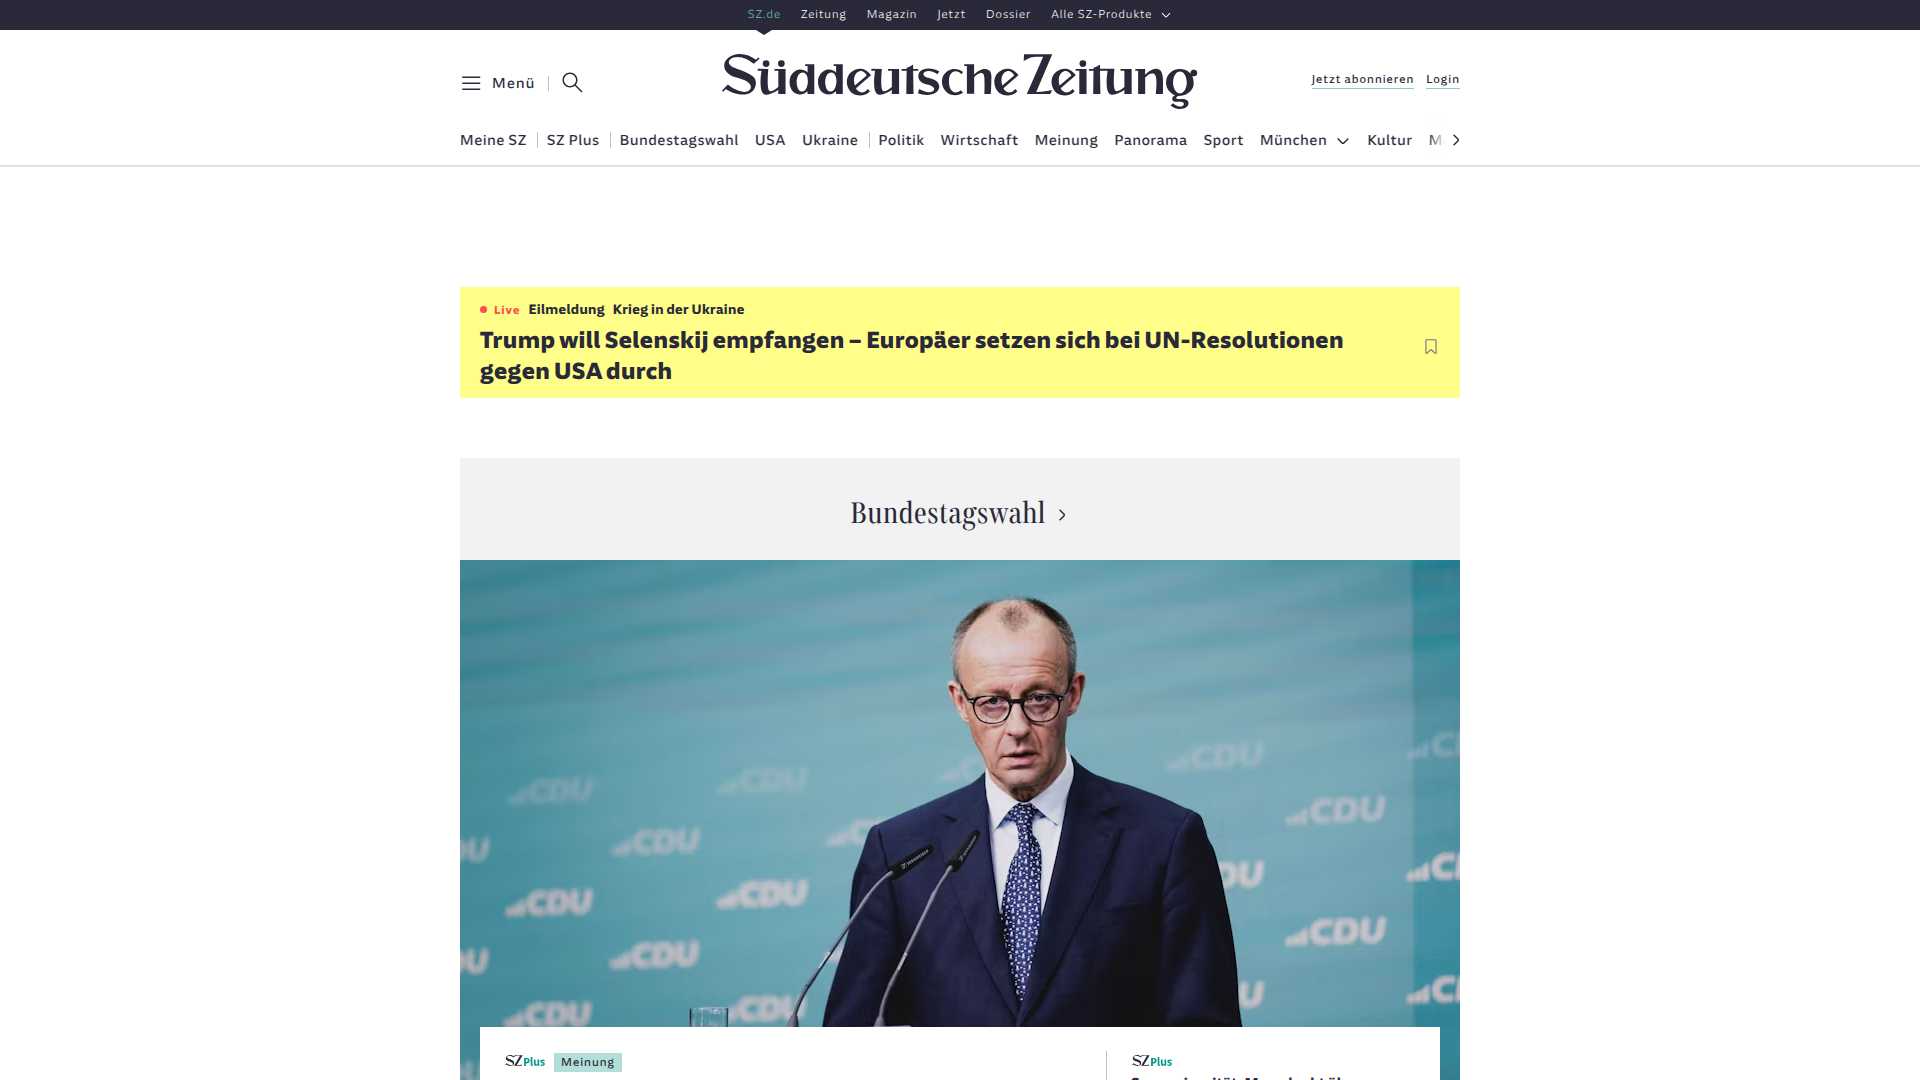 SZ.de Zeitung Magazin Jetzt Dossier Alle SZ-Produkte
Menü
Süddeutsche Zeitung
Jetzt abonnieren Login
Meine SZ SZ Plus Bundestagswahl USA Ukraine Politik Wirtschaft Meinung Panorama Sport München Kultur M
Live Eilmeldung Krieg in der Ukraine
Trump will Selenskij empfangen – Europäer setzen sich bei UN-Resolutionen
gegen USA durch
Bundestagswahl
CDU CDU CDU
CDU CDU
CDU CDU
CDU CDU
CDU CDU
SZ Plus Meinung
SZ Plus